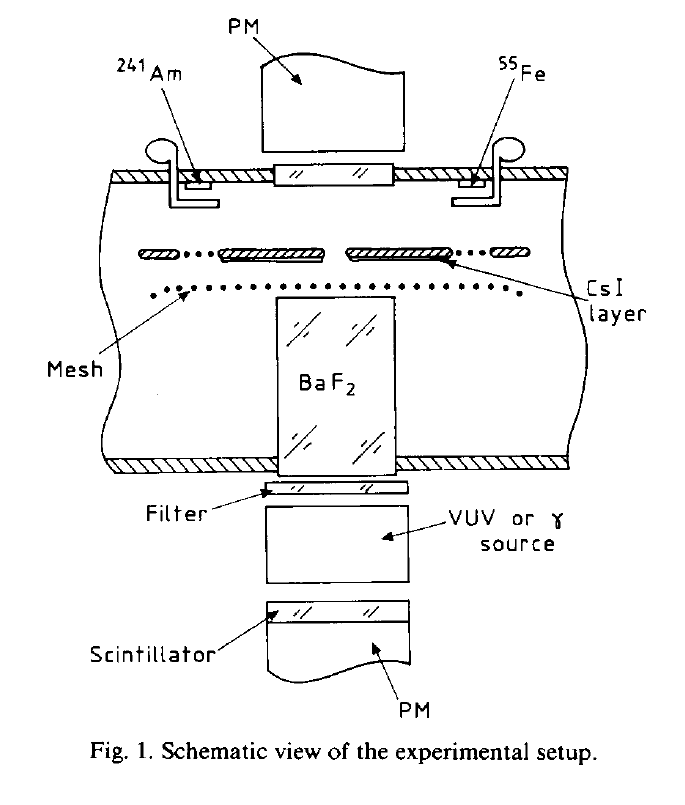 PM
²⁴¹Am
⁵⁵Fe
CsI
layer
Mesh
BaF₂
Filter
VUV or γ
source
Scintillator
PM
Fig. 1. Schematic view of the experimental setup.